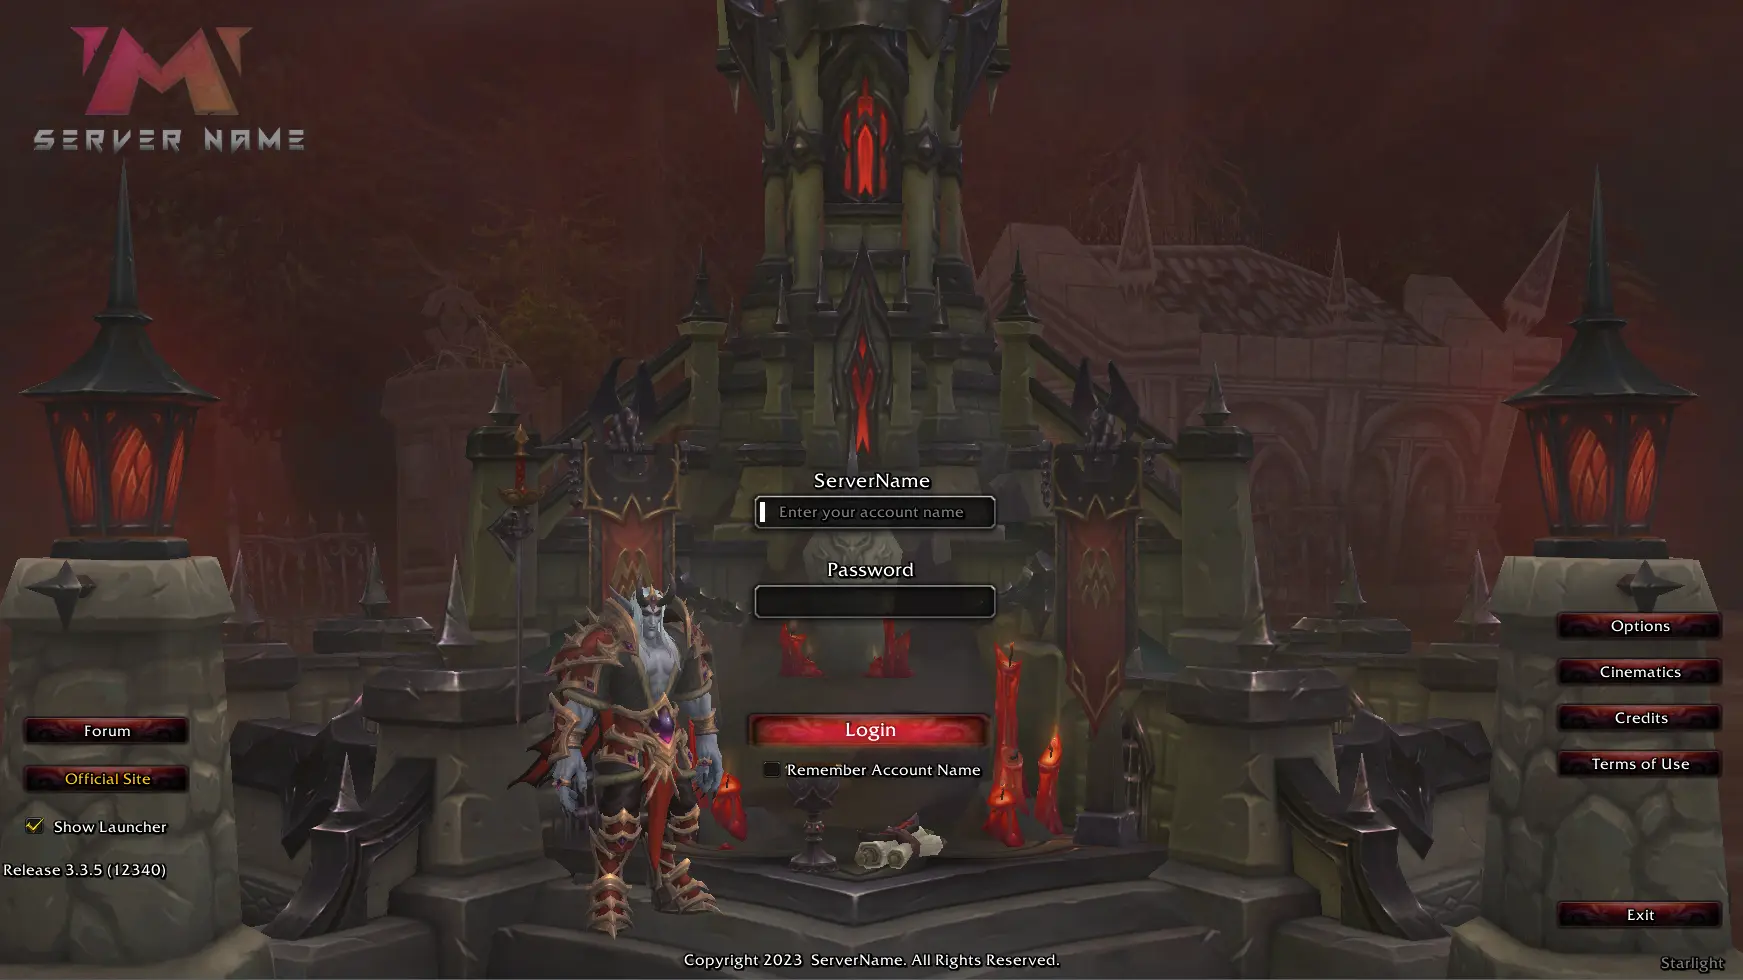 SERVER NAME
ServerName
Enter your account name
Password
Login
Remember Account Name
Forum
Official Site
Show Launcher
Release 3.3.5 (12340)
Options
Cinematics
Credits
Terms of Use
Exit
Copyright 2023 ServerName. All Rights Reserved.
Starlight